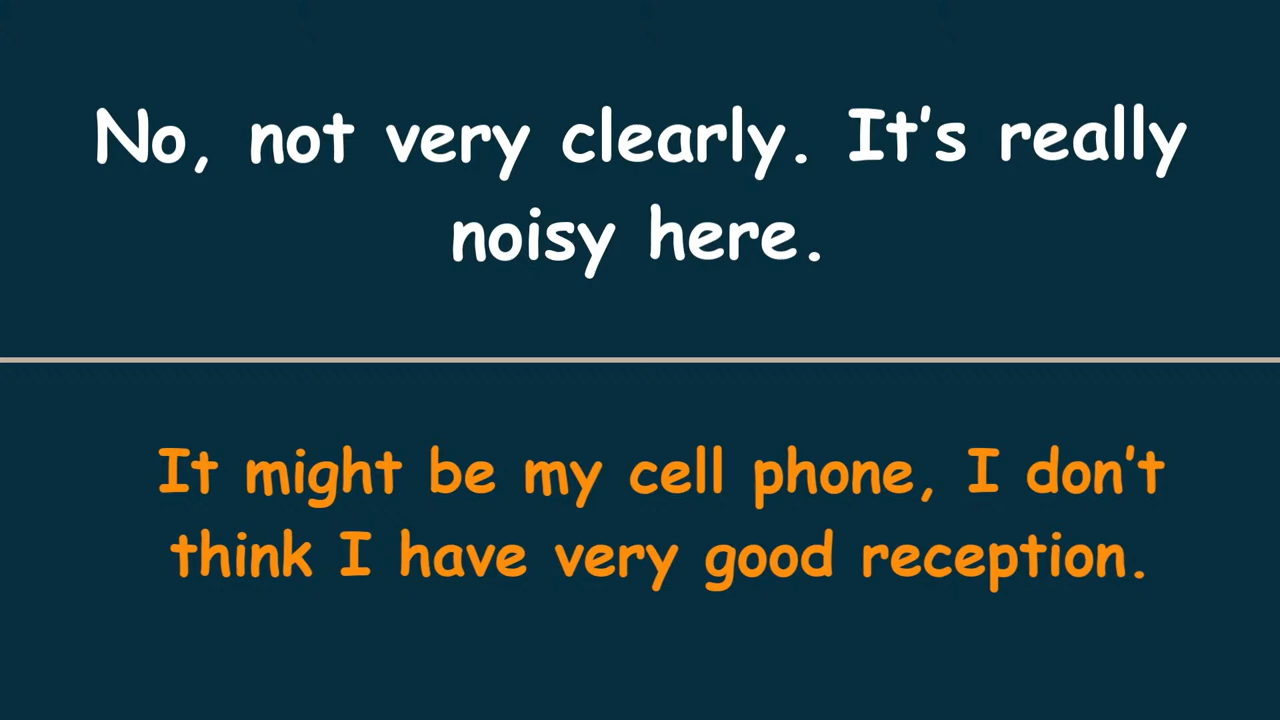 No, not very clearly. It's really
noisy here.
It might be my cell phone, I don't
think I have very good reception.